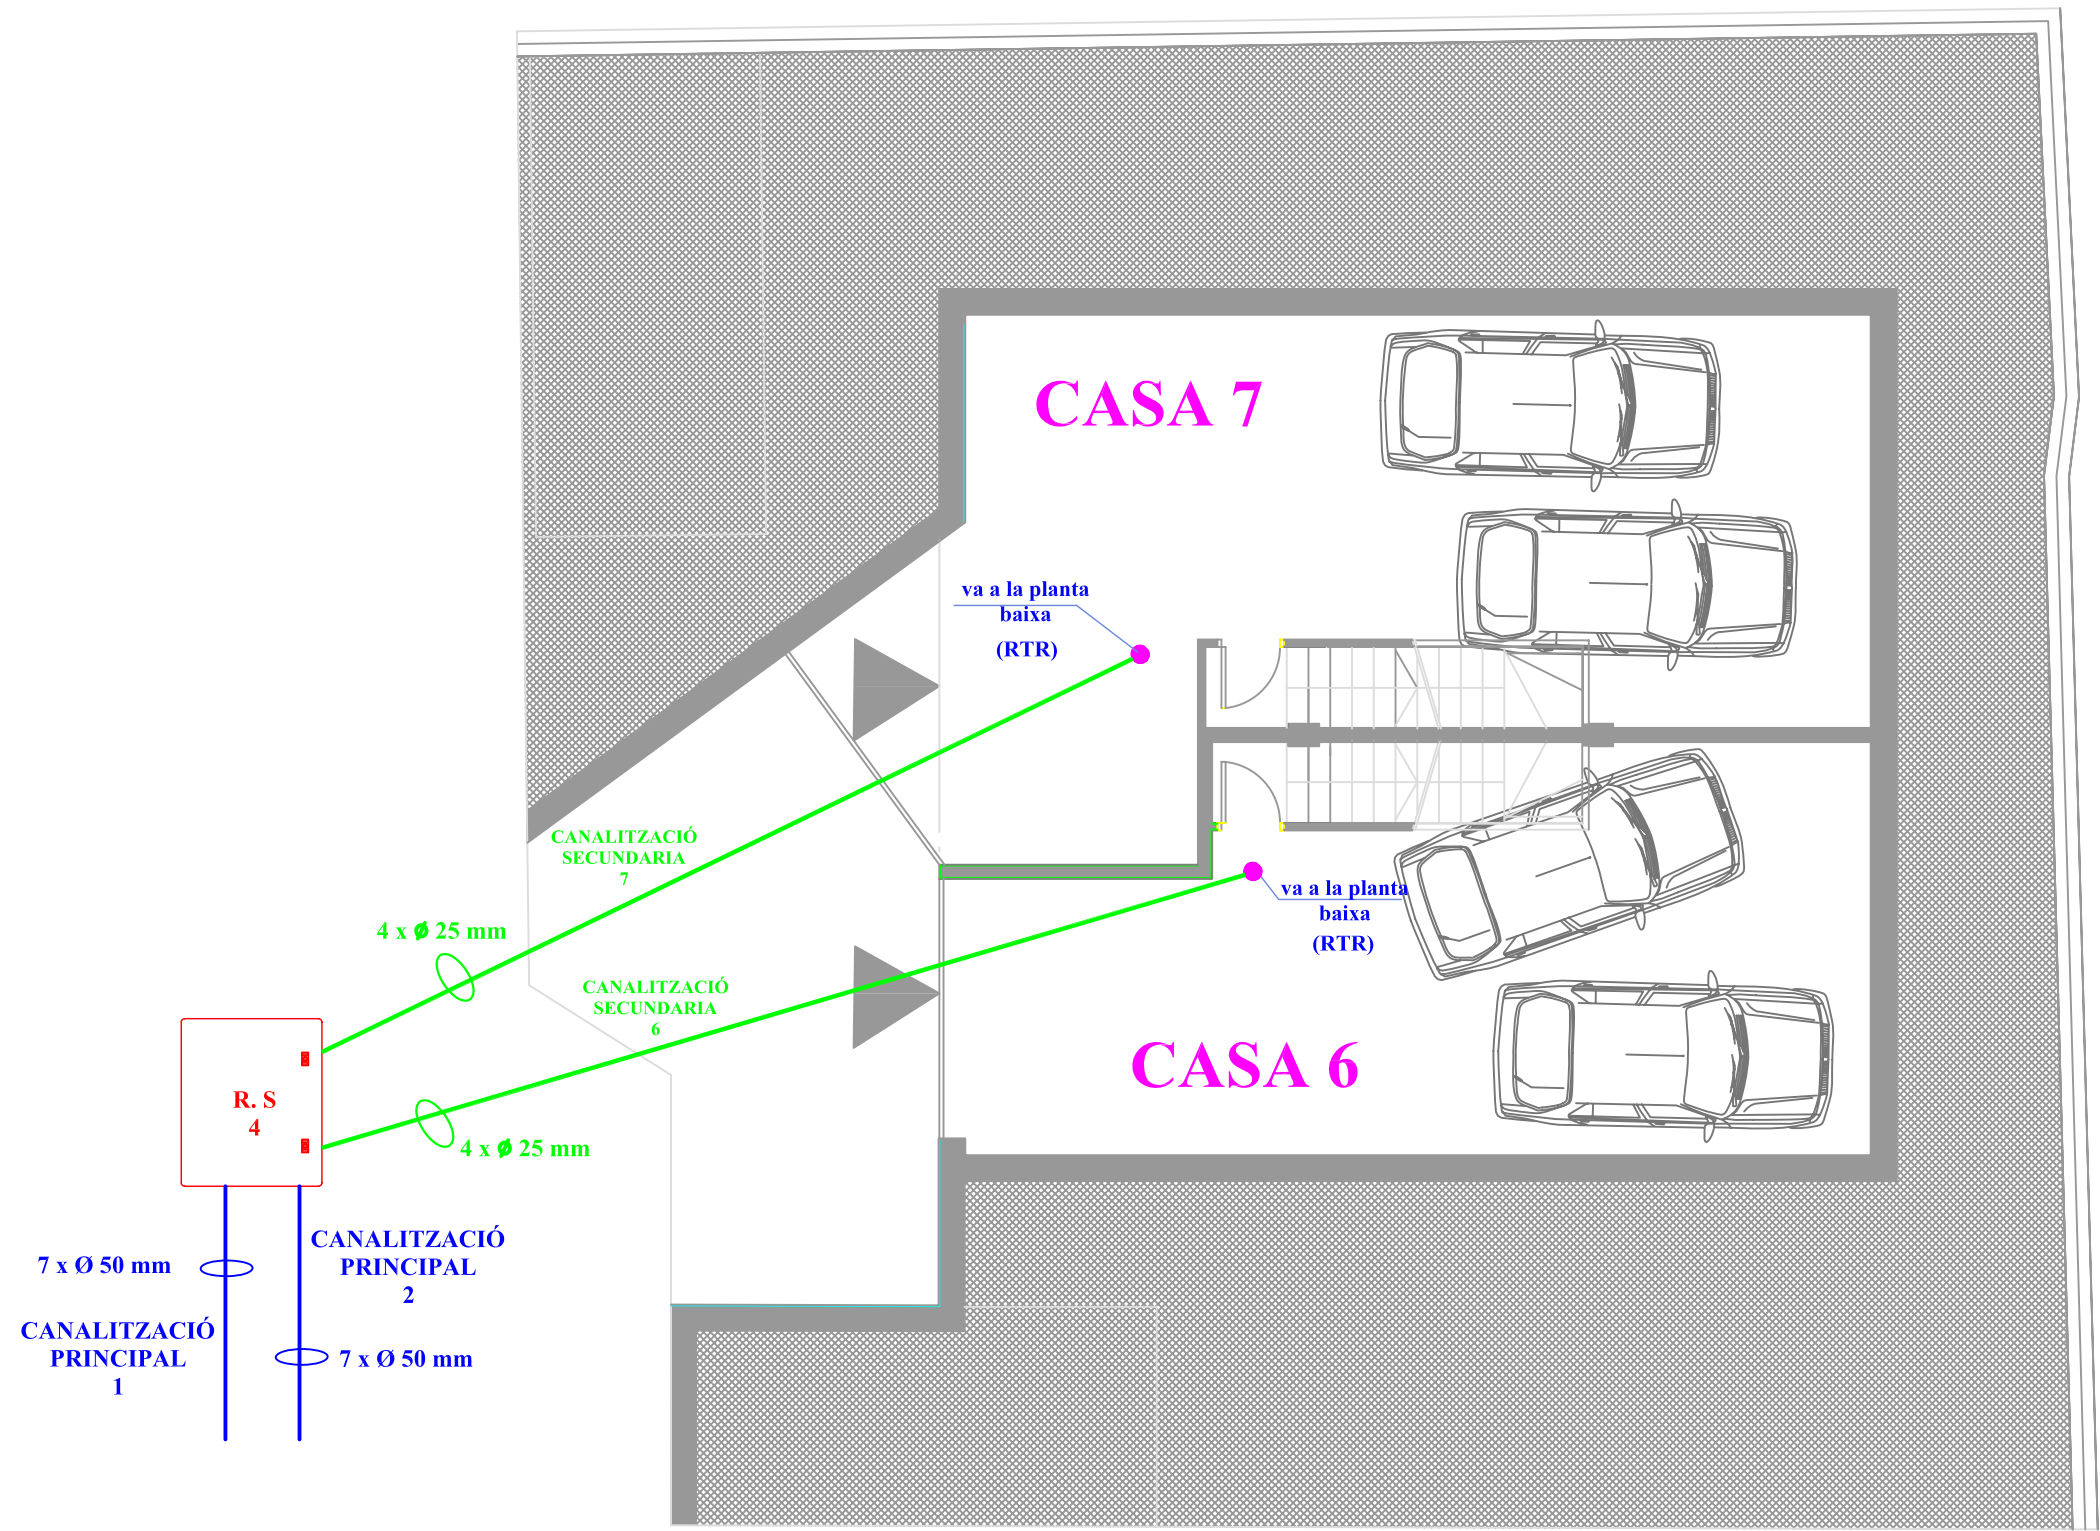 CASA 7
va a la planta
baixa
(RTR)
CANALITZACIÓ
SECUNDARIA
7
4 x Ø 25 mm
va a la planta
baixa
(RTR)
CANALITZACIÓ
SECUNDARIA
6
CASA 6
R. S
4
4 x Ø 25 mm
CANALITZACIÓ
PRINCIPAL
2
7 x Ø 50 mm
CANALITZACIÓ
PRINCIPAL
1
7 x Ø 50 mm